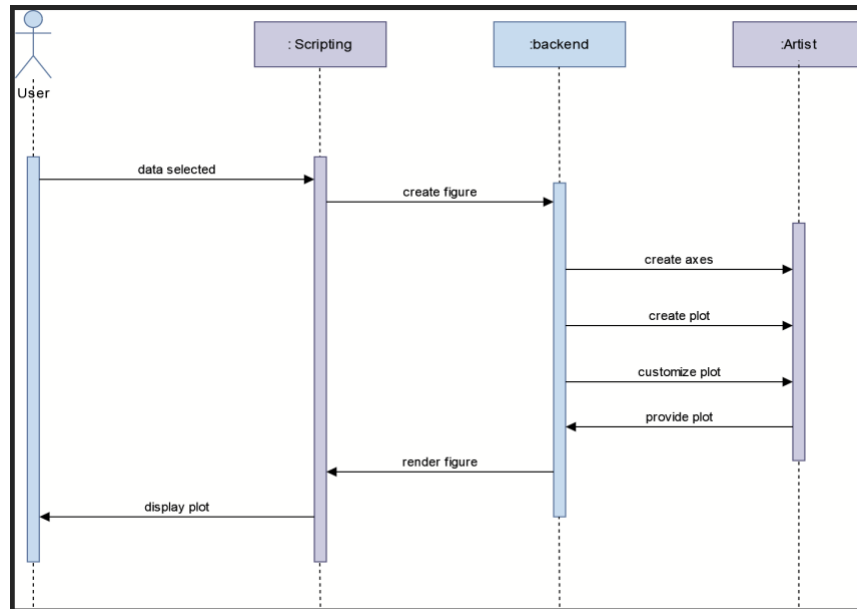 : Scripting
:backend
:Artist
User
data selected
create figure
create axes
create plot
customize plot
provide plot
render figure
display plot